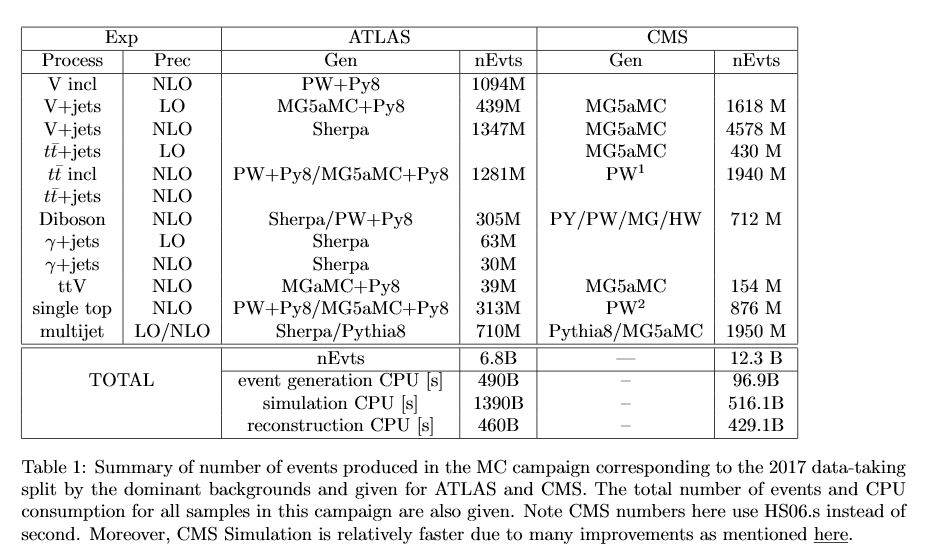 Exp ATLAS CMS
Process Prec Gen nEvts Gen nEvts
V incl NLO PW+Py8 1094M
V+jets LO MG5aMC+Py8 439M MG5aMC 1618 M
V+jets NLO Sherpa 1347M MG5aMC 4578 M
tt̄+jets LO MG5aMC 430 M
tt̄ incl NLO PW+Py8/MG5aMC+Py8 1281M PW¹ 1940 M
tt̄+jets NLO
Diboson NLO Sherpa/PW+Py8 305M PY/PW/MG/HW 712 M
γ+jets LO Sherpa 63M
γ+jets NLO Sherpa 30M
ttV NLO MGaMC+Py8 39M MG5aMC 154 M
single top NLO PW+Py8/MG5aMC+Py8 313M PW² 876 M
multijet LO/NLO Sherpa/Pythia8 710M Pythia8/MG5aMC 1950 M
nEvts 6.8B — 12.3 B
TOTAL event generation CPU [s] 490B – 96.9B
simulation CPU [s] 1390B – 516.1B
reconstruction CPU [s] 460B – 429.1B
Table 1: Summary of number of events produced in the MC campaign corresponding to the 2017 data-taking
split by the dominant backgrounds and given for ATLAS and CMS. The total number of events and CPU
consumption for all samples in this campaign are also given. Note CMS numbers here use HS06.s instead of
second. Moreover, CMS Simulation is relatively faster due to many improvements as mentioned here.